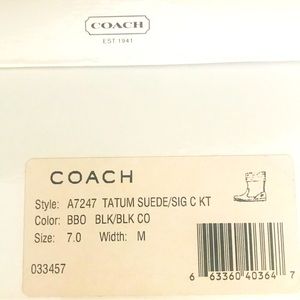 COACH
EST 1941
COACH
Style: A7247 TATUM SUEDE/SIG C KT
Color: BBO BLK/BLK CO
Size: 7.0 Width: M
033457
6 63360 40364 7